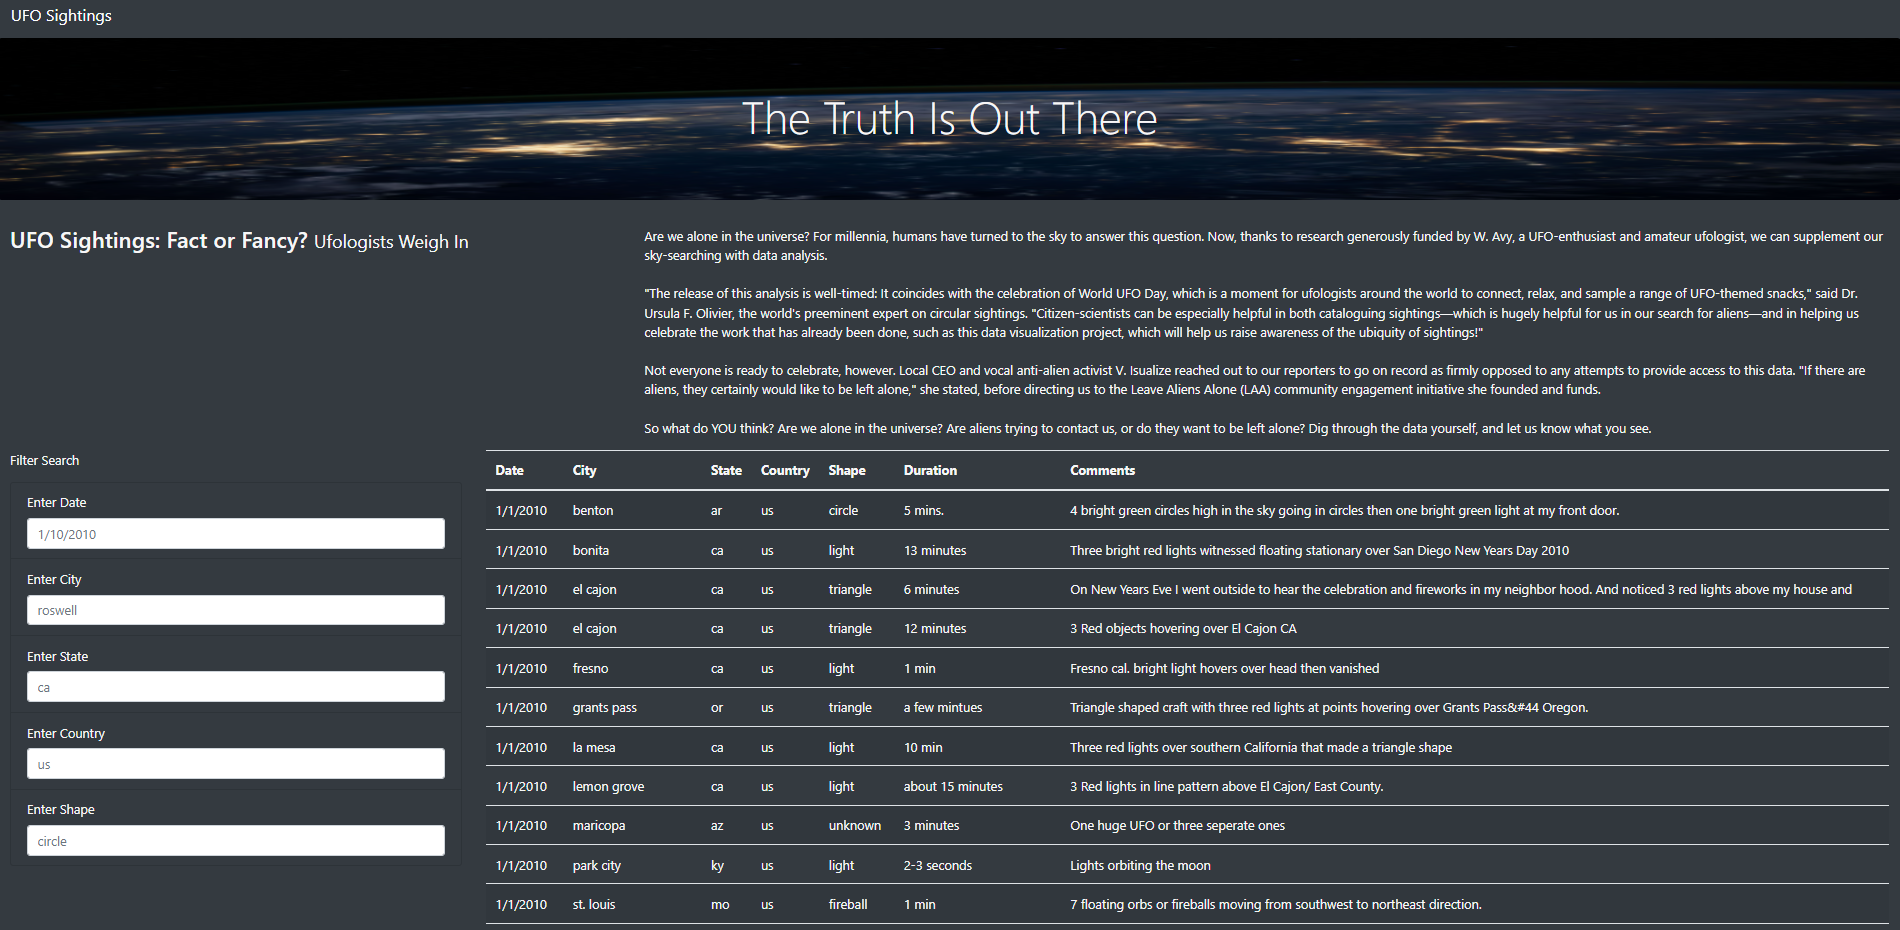 UFO Sightings
The Truth Is Out There
UFO Sightings: Fact or Fancy? Ufologists Weigh In
Are we alone in the universe? For millennia, humans have turned to the sky to answer this question. Now, thanks to research generously funded by W. Avy, a UFO-enthusiast and amateur ufologist, we can supplement our
sky-searching with data analysis.
"The release of this analysis is well-timed: It coincides with the celebration of World UFO Day, which is a moment for ufologists around the world to connect, relax, and sample a range of UFO-themed snacks," said Dr.
Ursula F. Olivier, the world's preeminent expert on circular sightings. "Citizen-scientists can be especially helpful in both cataloguing sightings—which is hugely helpful for us in our search for aliens—and in helping us
celebrate the work that has already been done, such as this data visualization project, which will help us raise awareness of the ubiquity of sightings!"
Not everyone is ready to celebrate, however. Local CEO and vocal anti-alien activist V. Isualize reached out to our reporters to go on record as firmly opposed to any attempts to provide access to this data. "If there are
aliens, they certainly would like to be left alone," she stated, before directing us to the Leave Aliens Alone (LAA) community engagement initiative she founded and funds.
So what do YOU think? Are we alone in the universe? Are aliens trying to contact us, or do they want to be left alone? Dig through the data yourself, and let us know what you see.
Filter Search
Enter Date
1/10/2010
Enter City
roswell
Enter State
ca
Enter Country
us
Enter Shape
circle
Date City State Country Shape Duration Comments
1/1/2010 benton ar us circle 5 mins. 4 bright green circles high in the sky going in circles then one bright green light at my front door.
1/1/2010 bonita ca us light 13 minutes Three bright red lights witnessed floating stationary over San Diego New Years Day 2010
1/1/2010 el cajon ca us triangle 6 minutes On New Years Eve I went outside to hear the celebration and fireworks in my neighbor hood. And noticed 3 red lights above my house and
1/1/2010 el cajon ca us triangle 12 minutes 3 Red objects hovering over El Cajon CA
1/1/2010 fresno ca us light 1 min Fresno cal. bright light hovers over head then vanished
1/1/2010 grants pass or us triangle a few mintues Triangle shaped craft with three red lights at points hovering over Grants Pass&#44 Oregon.
1/1/2010 la mesa ca us light 10 min Three red lights over southern California that made a triangle shape
1/1/2010 lemon grove ca us light about 15 minutes 3 Red lights in line pattern above El Cajon/ East County.
1/1/2010 maricopa az us unknown 3 minutes One huge UFO or three seperate ones
1/1/2010 park city ky us light 2-3 seconds Lights orbiting the moon
1/1/2010 st. louis mo us fireball 1 min 7 floating orbs or fireballs moving from southwest to northeast direction.